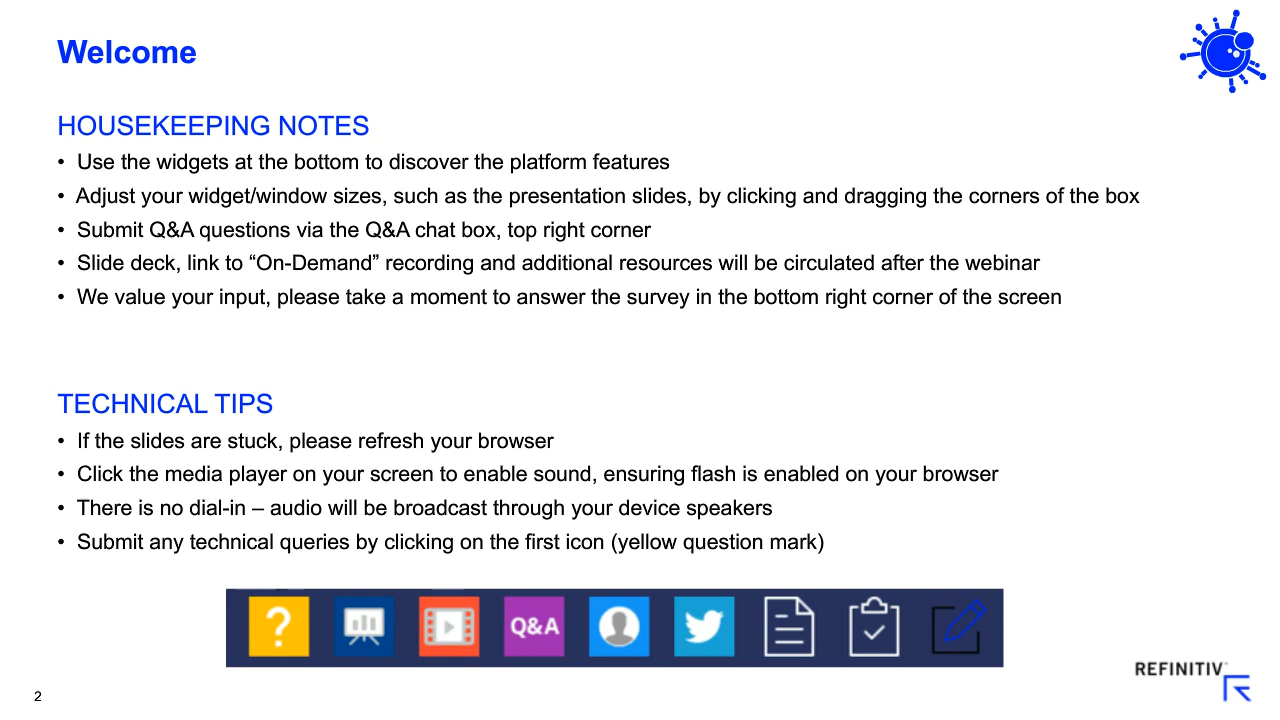 Welcome
HOUSEKEEPING NOTES
• Use the widgets at the bottom to discover the platform features
• Adjust your widget/window sizes, such as the presentation slides, by clicking and dragging the corners of the box
• Submit Q&A questions via the Q&A chat box, top right corner
• Slide deck, link to “On-Demand” recording and additional resources will be circulated after the webinar
• We value your input, please take a moment to answer the survey in the bottom right corner of the screen
TECHNICAL TIPS
• If the slides are stuck, please refresh your browser
• Click the media player on your screen to enable sound, ensuring flash is enabled on your browser
• There is no dial-in – audio will be broadcast through your device speakers
• Submit any technical queries by clicking on the first icon (yellow question mark)
? Q&A
REFINITIV
2